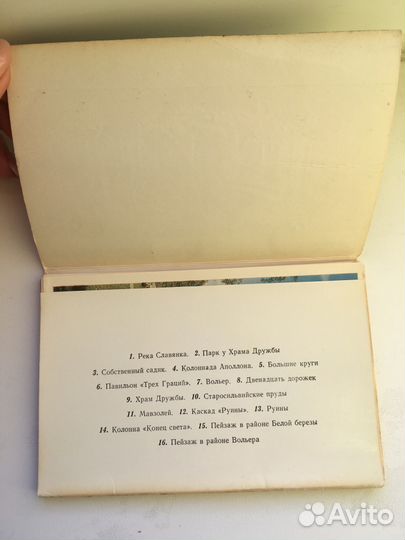 1. Река Славянка. 2. Парк у Храма Дружбы
3. Собственный садик. 4. Колоннада Аполлона. 5. Большие круги
6. Павильон «Трех Граций». 7. Вольер. 8. Двенадцать дорожек
9. Храм Дружбы. 10. Старосильвийские пруды
11. Мавзолей. 12. Каскад «Руины». 13. Руины
14. Колонна «Конец света». 15. Пейзаж в районе Белой березы
16. Пейзаж в районе Вольера
Avito